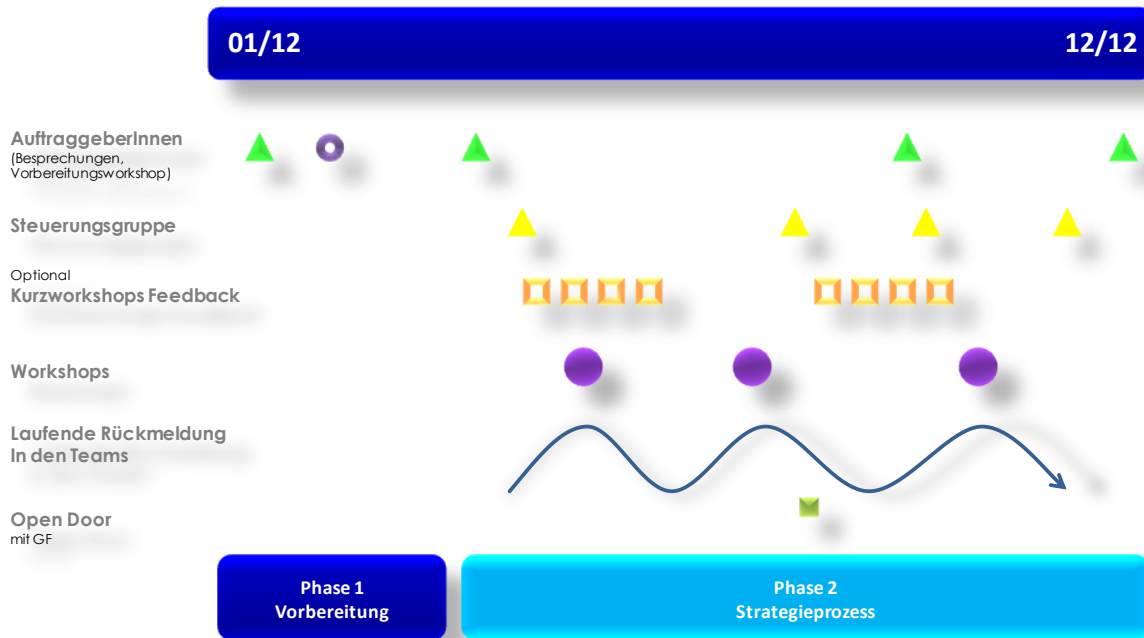 01/12 12/12
AuftraggeberInnen
(Besprechungen,
Vorbereitungsworkshop)
Steuerungsgruppe
Optional
Kurzworkshops Feedback
Workshops
Laufende Rückmeldung
In den Teams
Open Door
mit GF
Phase 1
Vorbereitung
Phase 2
Strategieprozess